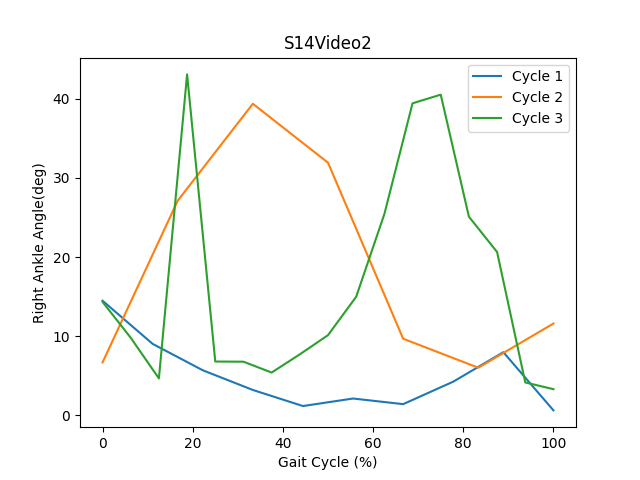 S14Video2
Cycle 1
Cycle 2
Cycle 3
Right Ankle Angle(deg)
40
30
20
10
0
0 20 40 60 80 100
Gait Cycle (%)